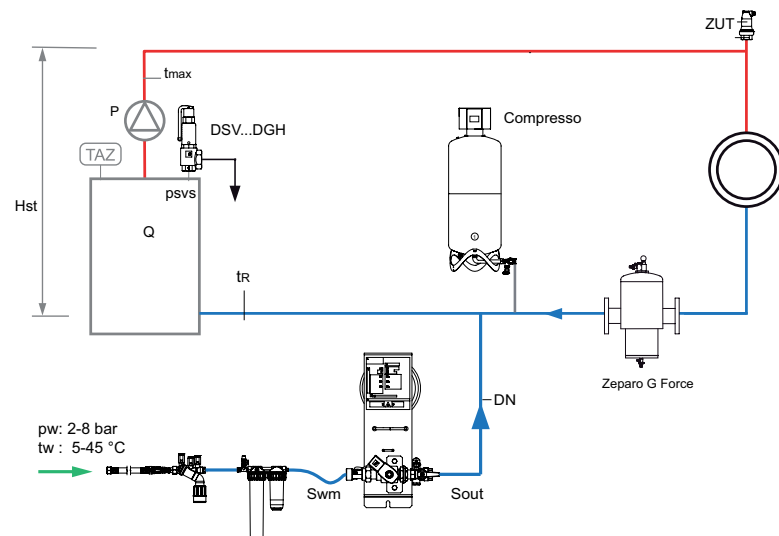 ZUT
tmax
P
DSV...DGH
Compresso
TAZ
psvs
Hst
Q
tR
Zeparo G Force
DN
pw: 2-8 bar
tw : 5-45 °C
Swm
Sout